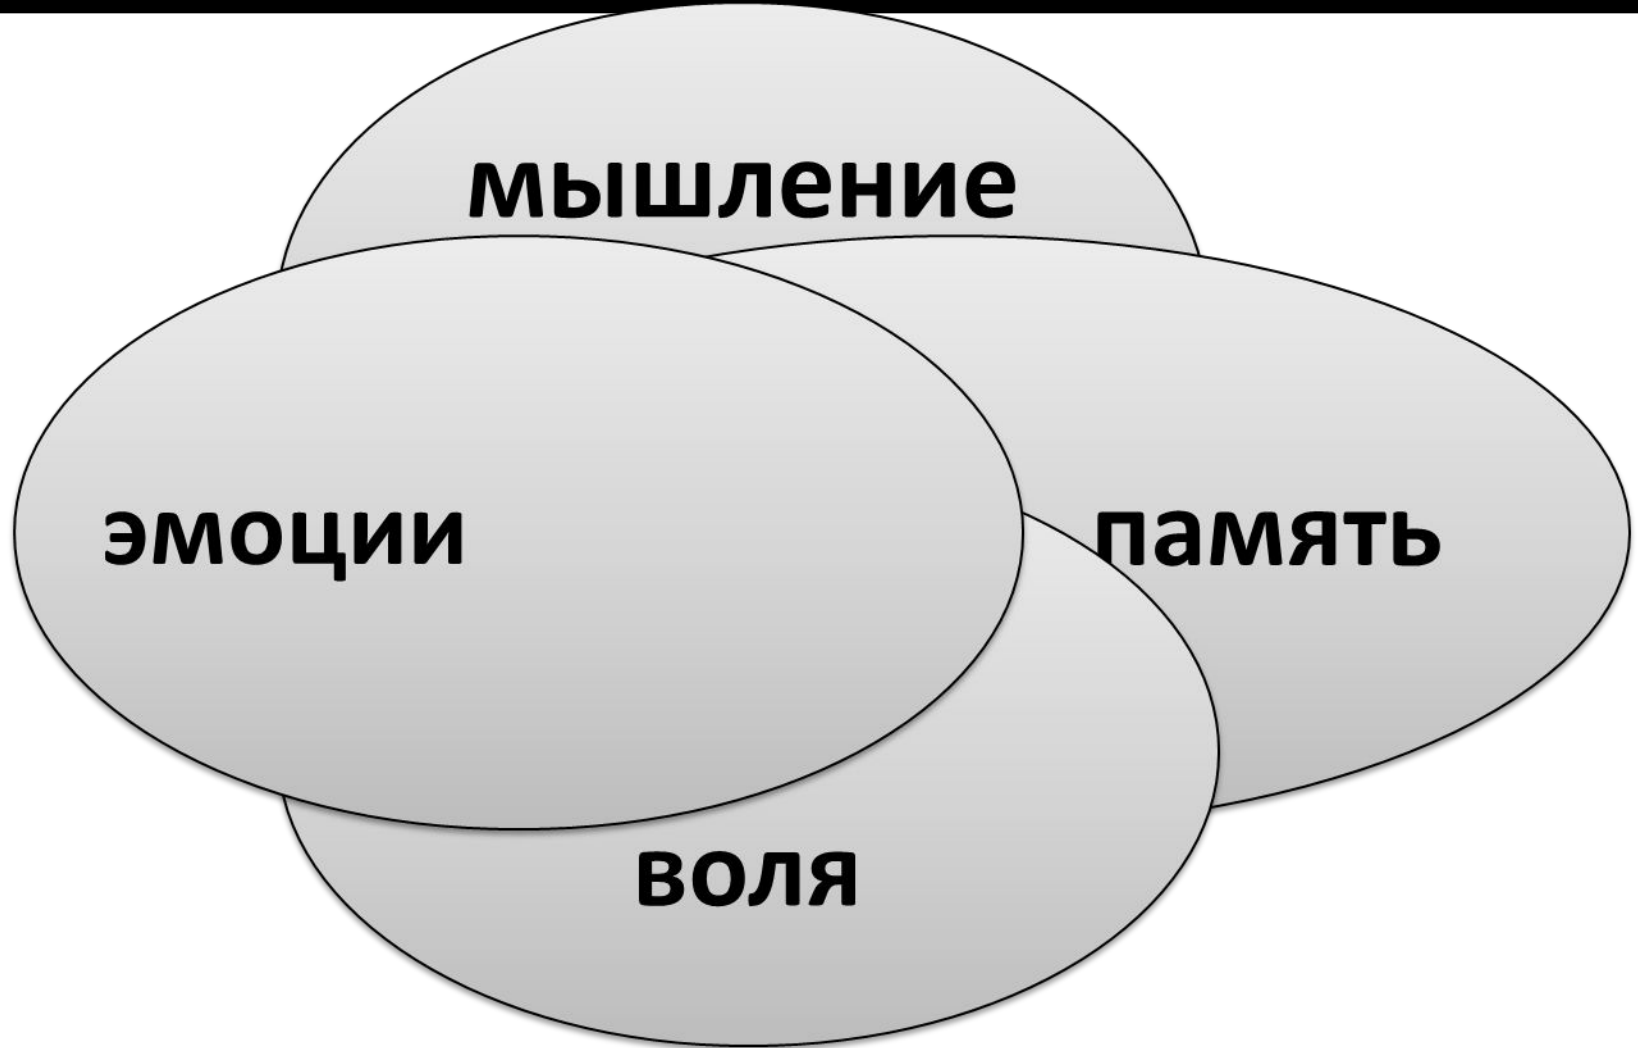 мышление
эмоции
память
воля